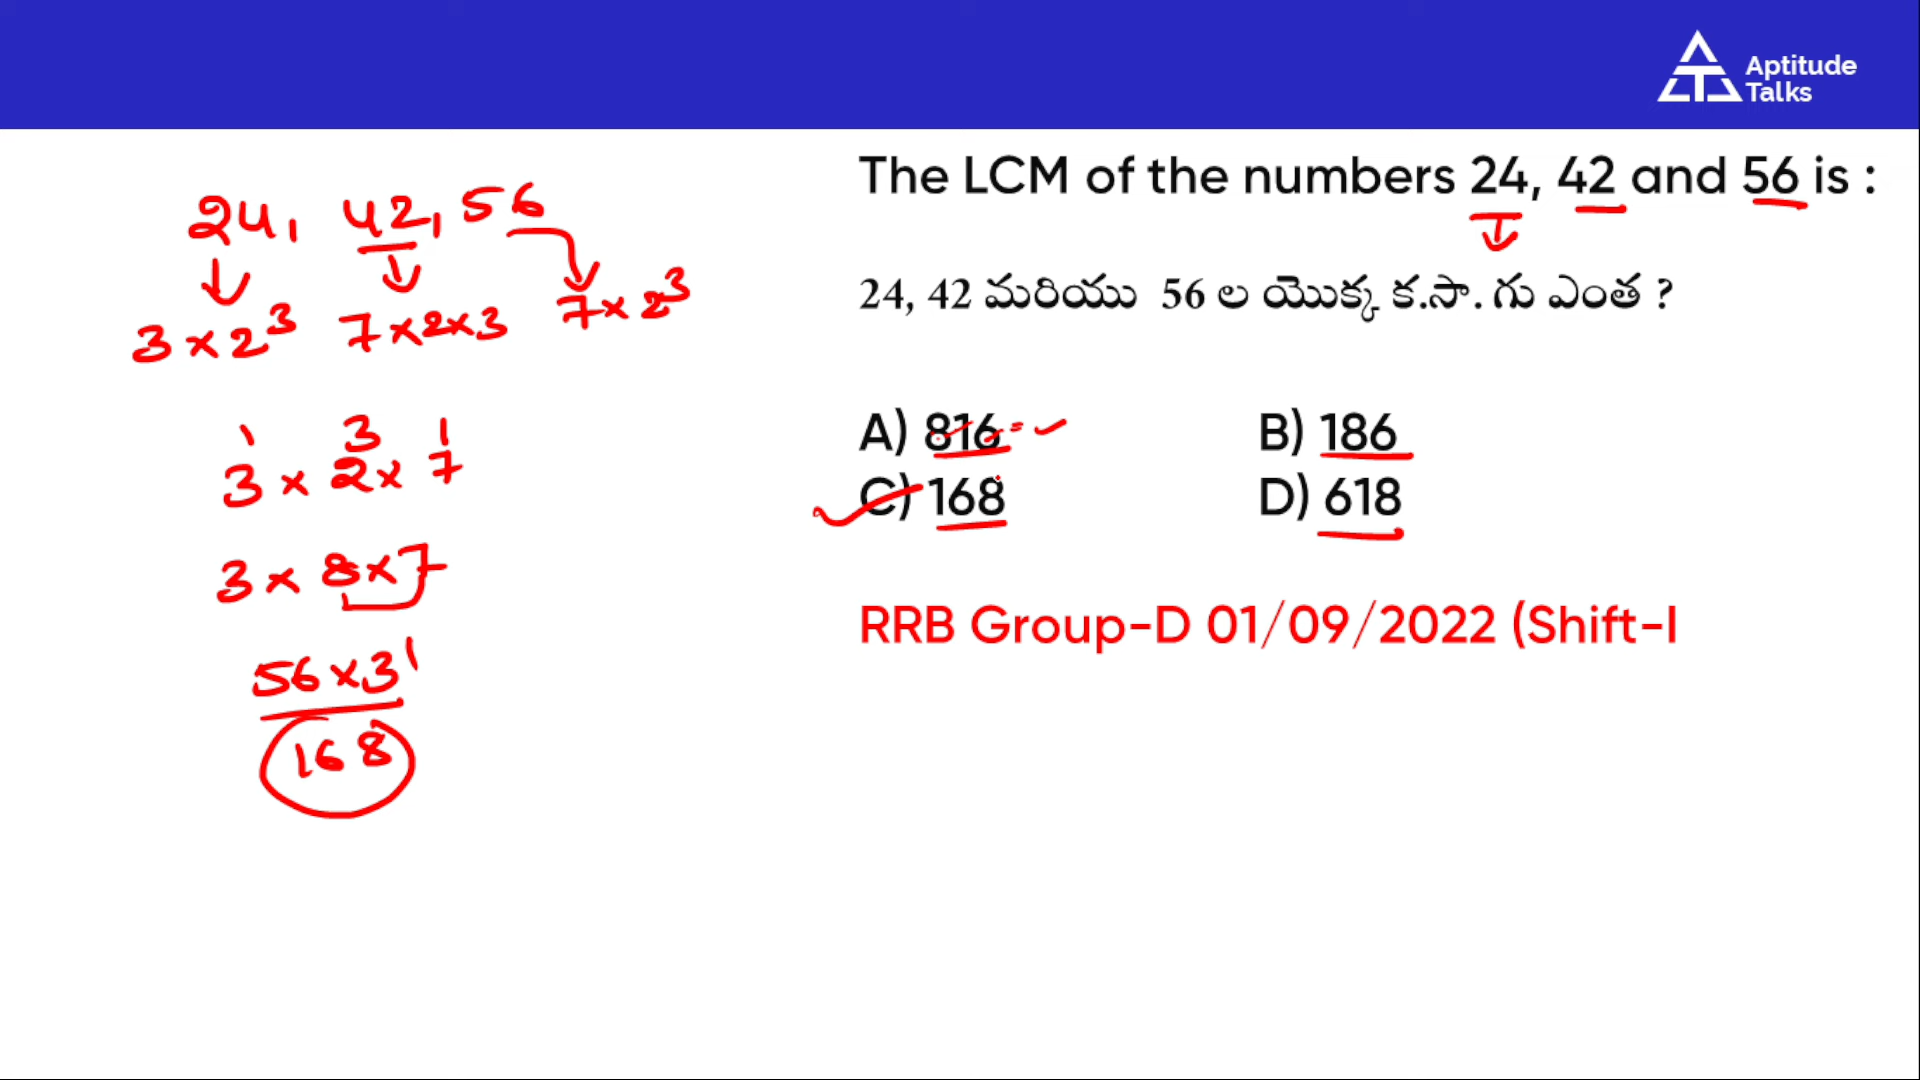 Aptitude
Talks
The LCM of the numbers 24, 42 and 56 is :
24, 42 మరియు 56 ల యొక్క క.సా. గు ఎంత ?
A) 816 B) 186
C) 168 D) 618
RRB Group-D 01/09/2022 (Shift-I
24, 42, 56
3 × 2³ 7×2×3 7×2³
3¹ × 2³ × 7¹
3 × 8×7
56×3
168